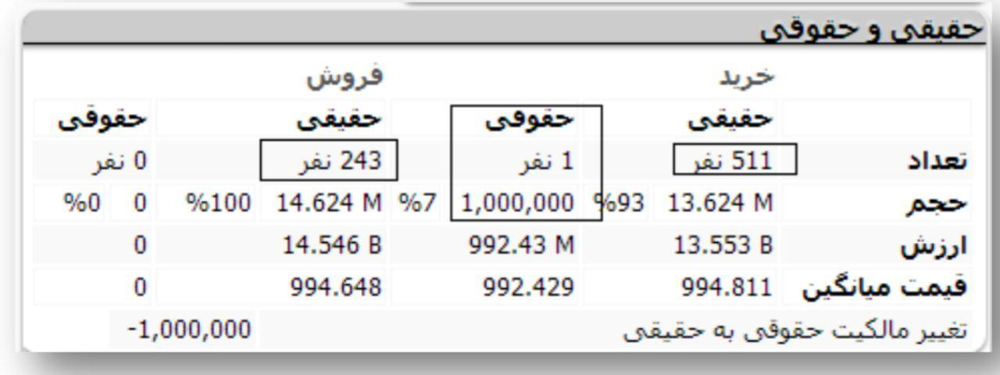 حقیقی و حقوقی
خرید فروش
حقیقی حقوقی حقیقی حقوقی
تعداد 511 نفر 1 نفر 243 نفر 0 نفر
حجم 13.624 M %93 1,000,000 %7 14.624 M %100 0 %0
ارزش 13.553 B 992.43 M 14.546 B 0
قیمت میانگین 994.811 992.429 994.648 0
تغییر مالکیت حقوقی به حقیقی -1,000,000